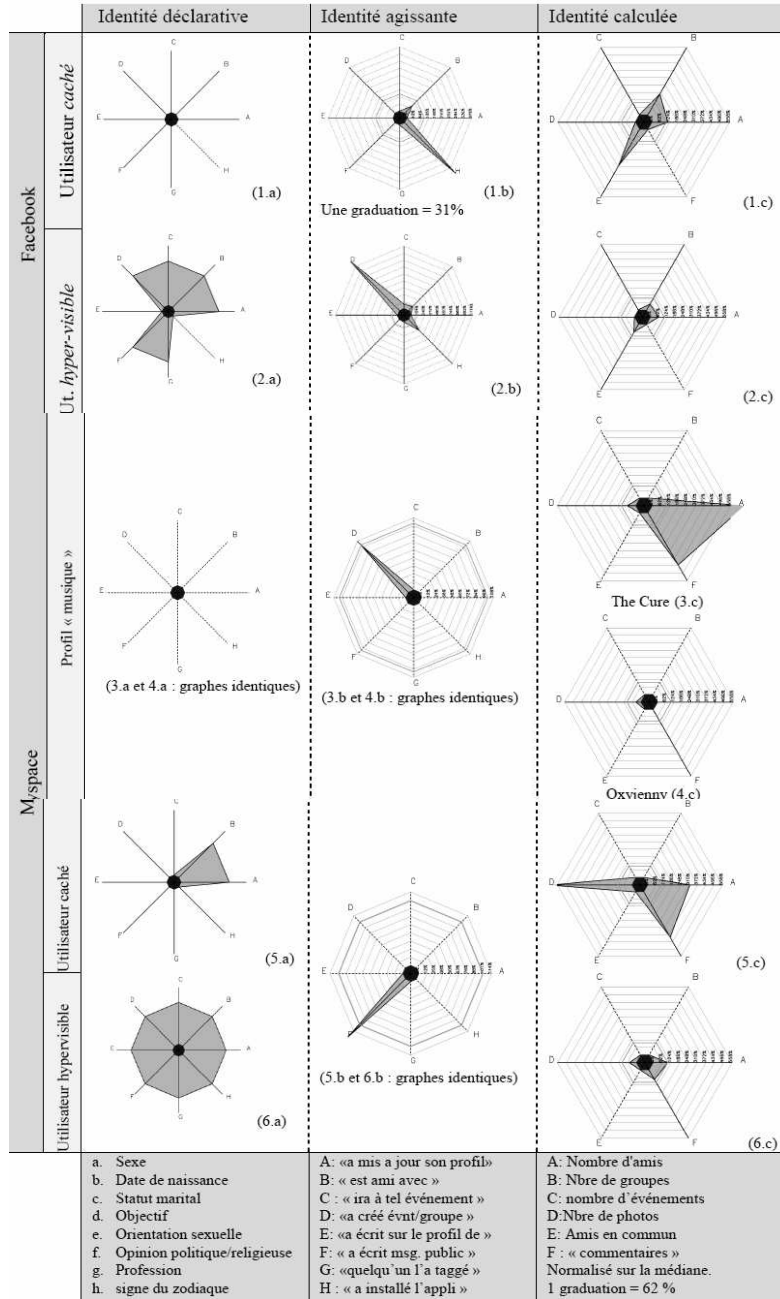 Identité déclarative
Identité agissante
Identité calculée
Facebook
Utilisateur caché
C
D
B
E
A
F
H
G
(1.a)
C
D
B
E
A
F
H
G
(1.b)
Une graduation = 31%
C
B
D
A
E
F
(1.c)
Ut. hyper-visible
C
D
B
E
A
F
H
G
(2.a)
C
D
B
E
A
F
H
G
(2.b)
C
B
D
A
E
F
(2.c)
Myspace
Profil « musique »
C
D
B
E
A
F
H
G
(3.a et 4.a : graphes identiques)
C
D
B
E
A
F
H
G
(3.b et 4.b : graphes identiques)
C
B
D
A
E
F
The Cure (3.c)
C
B
D
A
E
F
Oxvienny (4.c)
Utilisateur caché
C
D
B
E
A
F
H
G
(5.a)
C
B
D
A
E
F
(5.c)
C
D
B
E
A
F
H
G
(5.b et 6.b : graphes identiques)
Utilisateur hypervisible
C
D
B
E
A
F
H
G
(6.a)
C
B
D
A
E
F
(6.c)
a. Sexe
b. Date de naissance
c. Statut marital
d. Objectif
e. Orientation sexuelle
f. Opinion politique/religieuse
g. Profession
h. signe du zodiaque
A: «a mis a jour son profil»
B: « est ami avec »
C : « ira à tel événement »
D: «a créé évnt/groupe »
E: «a écrit sur le profil de »
F: « a écrit msg. public »
G: «quelqu'un l'a taggé »
H : « a installé l'appli »
A: Nombre d'amis
B: Nbre de groupes
C: nombre d'événements
D:Nbre de photos
E: Amis en commun
F : « commentaires »
Normalisé sur la médiane.
1 graduation = 62 %